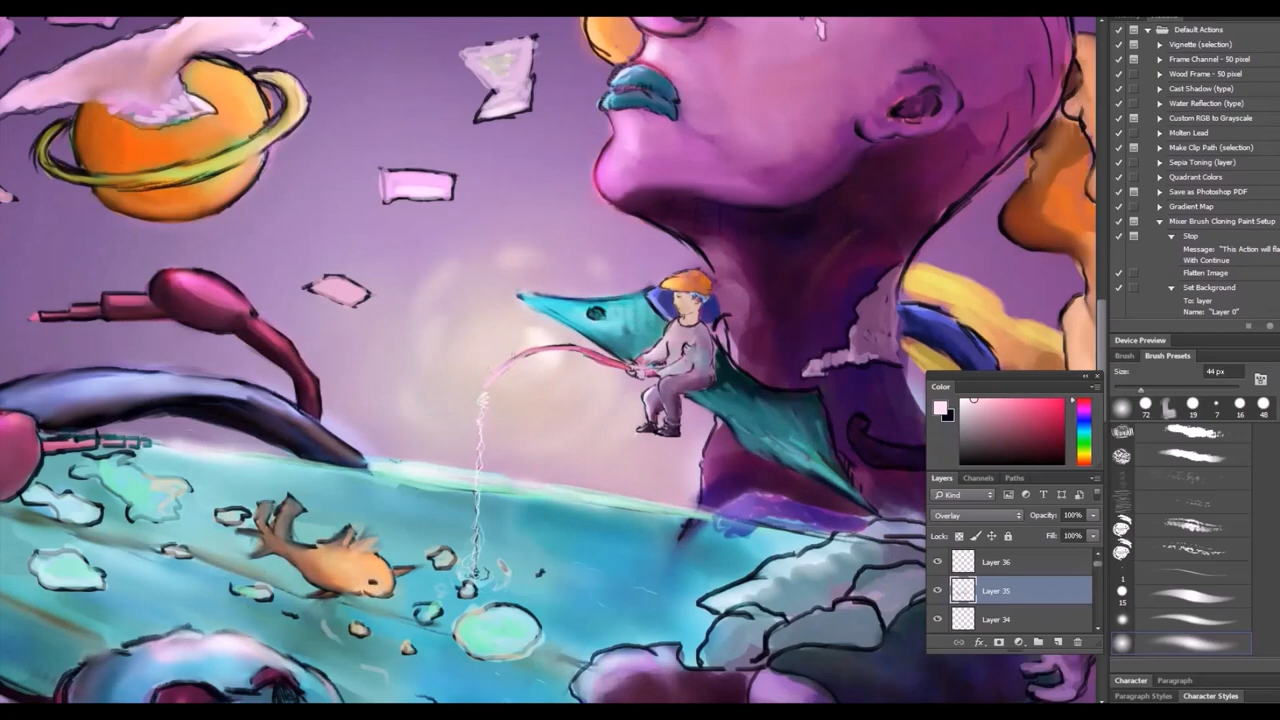 Default Actions
Vignette (selection)
Frame Channel - 50 pixel
Wood Frame - 50 pixel
Cast Shadow (type)
Water Reflection (type)
Custom RGB to Grayscale
Molten Lead
Make Clip Path (selection)
Sepia Toning (layer)
Quadrant Colors
Save as Photoshop PDF
Gradient Map
Mixer Brush Cloning Paint Setup
Stop
Message: "This Action will fla
With Continue
Flatten Image
Set Background
To: layer
Name: "Layer 0"
Device Preview
Brush
Brush Presets
Size:
44 px
72
19
7
16
48
1
15
Color
Layers
Channels
Paths
Kind
Overlay
Opacity:
100%
Lock:
Fill:
100%
Layer 36
Layer 35
Layer 34
fx
Character
Paragraph
Paragraph Styles
Character Styles